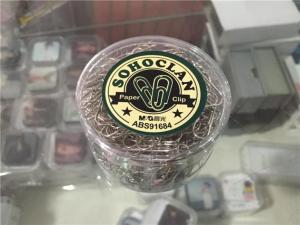 SOHOCLAN
Paper Clip
M&G晨光
ABS91684